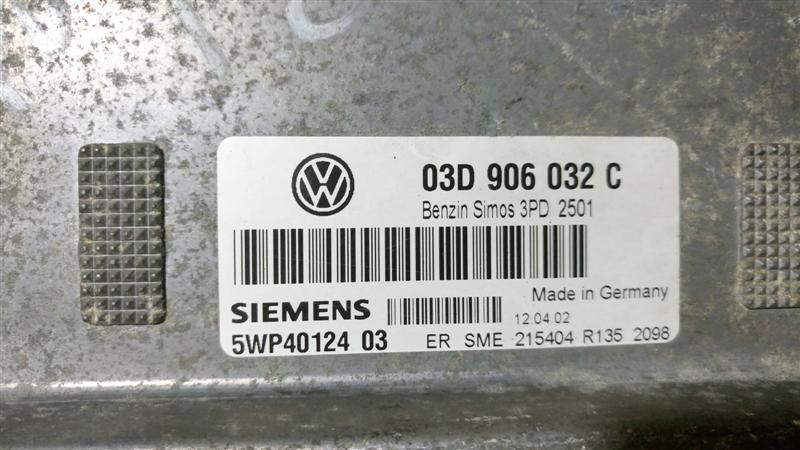 VW
03D 906 032 C
Benzin Simos 3PD 2501
Made in Germany
SIEMENS
12.04.02
5WP40124 03 ER SME 215404 R135 2098